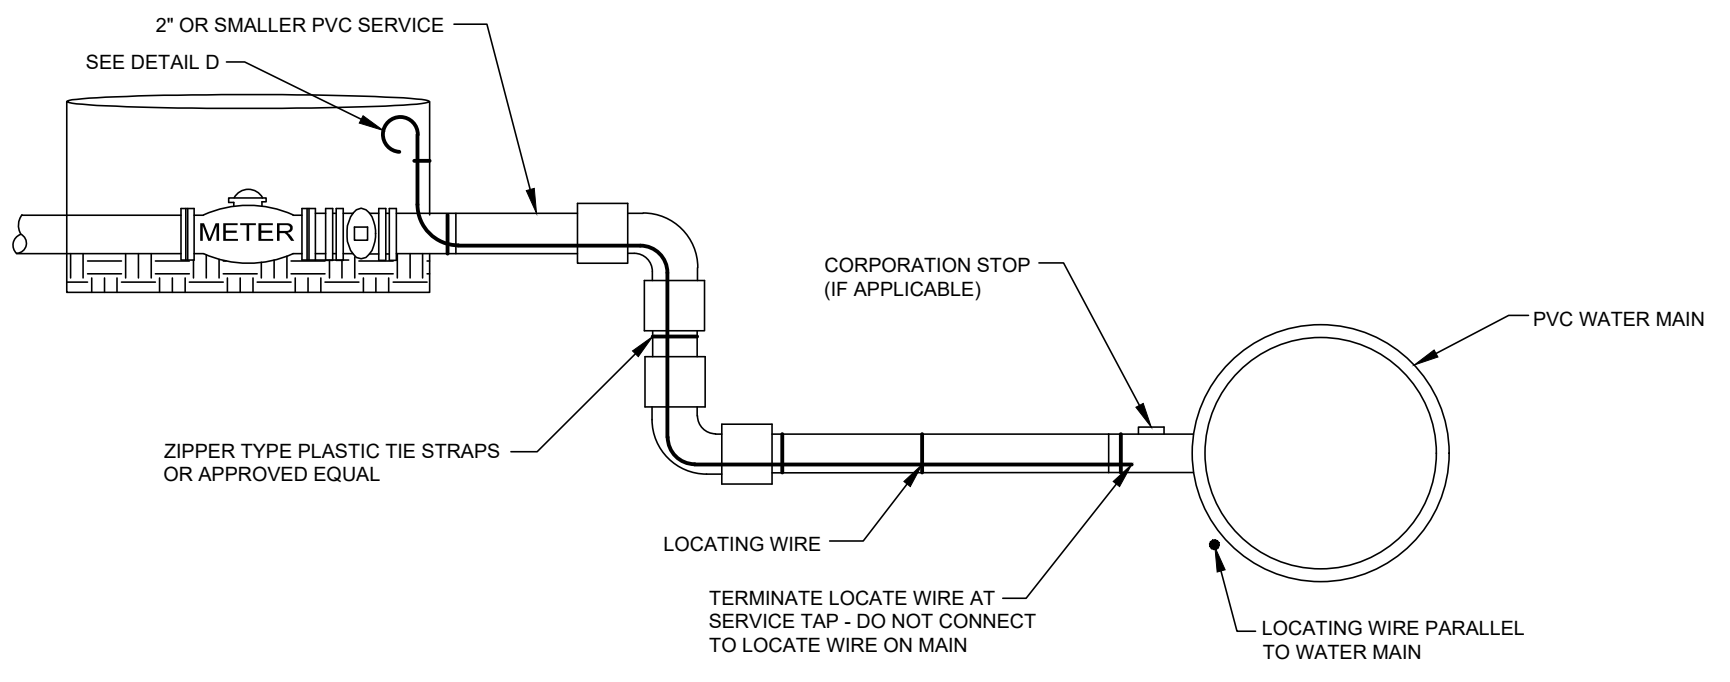 2" OR SMALLER PVC SERVICE
SEE DETAIL D
METER
CORPORATION STOP
(IF APPLICABLE)
PVC WATER MAIN
ZIPPER TYPE PLASTIC TIE STRAPS
OR APPROVED EQUAL
LOCATING WIRE
TERMINATE LOCATE WIRE AT
SERVICE TAP - DO NOT CONNECT
TO LOCATE WIRE ON MAIN
LOCATING WIRE PARALLEL
TO WATER MAIN